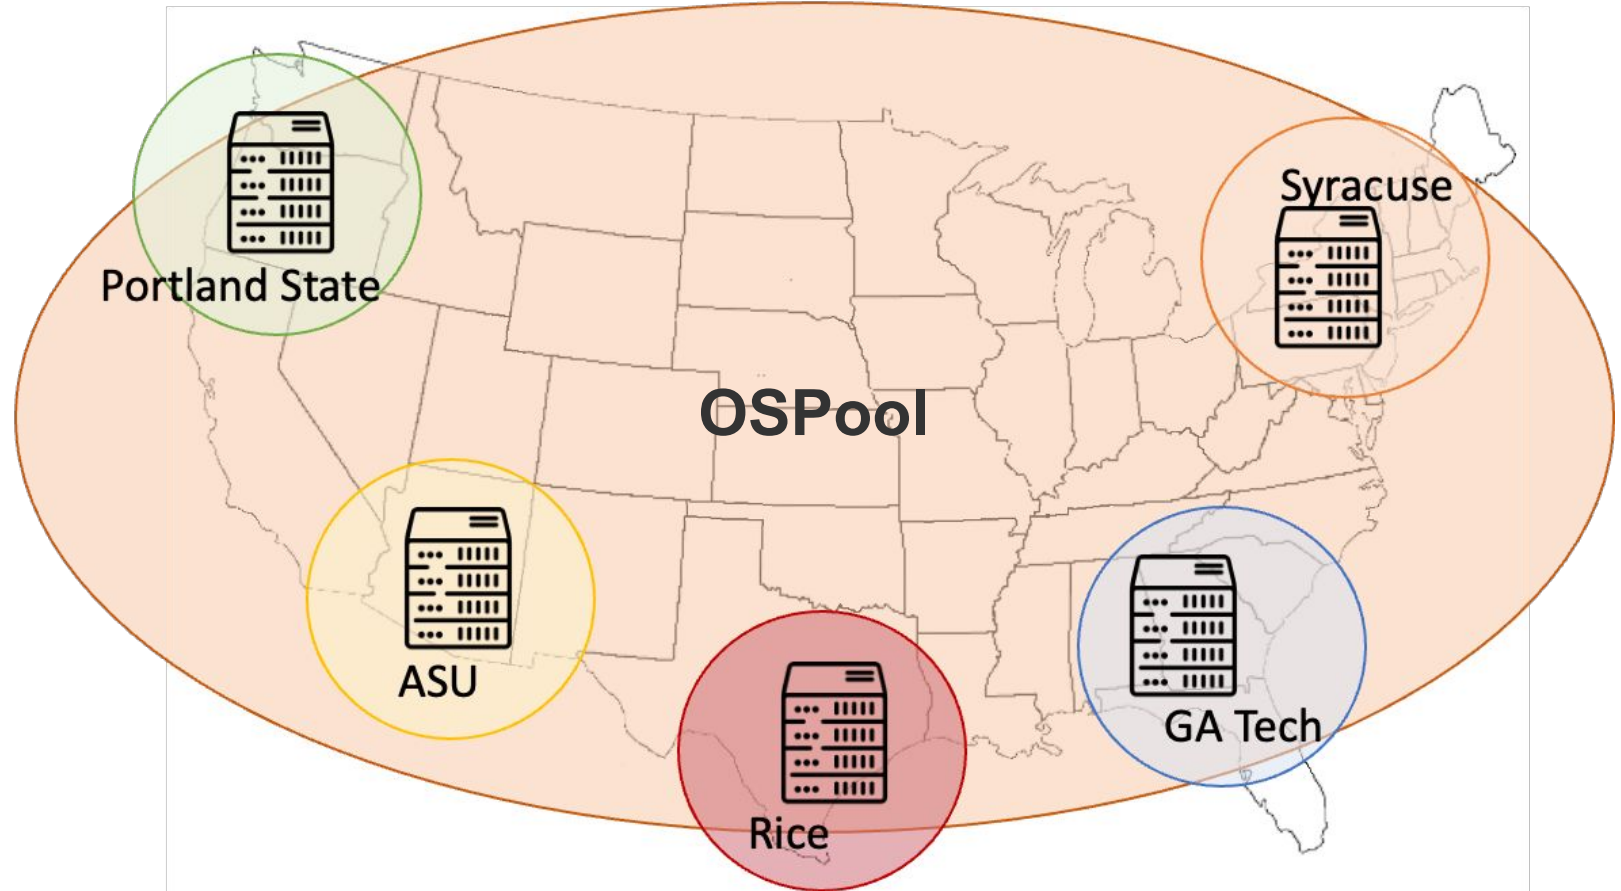 Syracuse
Portland State
OSPool
ASU
GA Tech
Rice